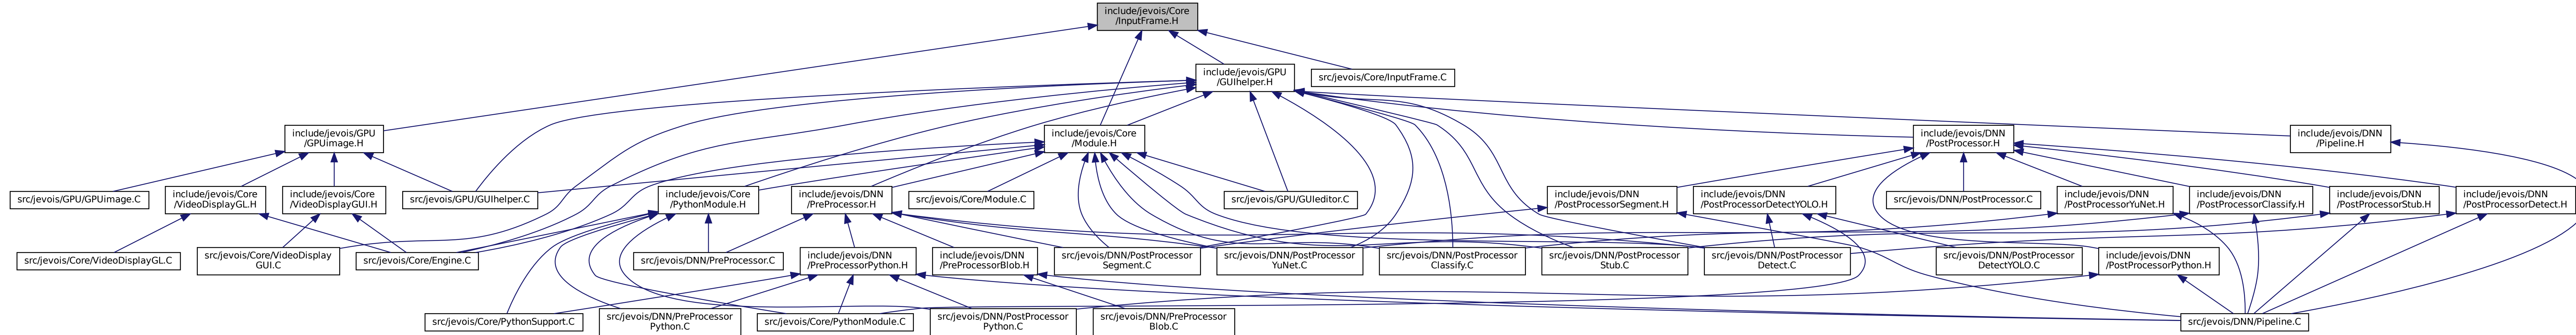 include/jevois/Core
/InputFrame.H
include/jevois/GPU
/GUIhelper.H
src/jevois/Core/InputFrame.C
include/jevois/GPU
/GPUimage.H
include/jevois/Core
/Module.H
include/jevois/DNN
/PostProcessor.H
include/jevois/DNN
/Pipeline.H
src/jevois/GPU/GPUimage.C
include/jevois/Core
/VideoDisplayGL.H
include/jevois/Core
/VideoDisplayGUI.H
src/jevois/GPU/GUIhelper.C
include/jevois/Core
/PythonModule.H
include/jevois/DNN
/PreProcessor.H
src/jevois/Core/Module.C
src/jevois/GPU/GUIeditor.C
include/jevois/DNN
/PostProcessorSegment.H
include/jevois/DNN
/PostProcessorDetectYOLO.H
src/jevois/DNN/PostProcessor.C
include/jevois/DNN
/PostProcessorYuNet.H
include/jevois/DNN
/PostProcessorClassify.H
include/jevois/DNN
/PostProcessorStub.H
include/jevois/DNN
/PostProcessorDetect.H
src/jevois/Core/VideoDisplayGL.C
src/jevois/Core/VideoDisplay
GUI.C
src/jevois/Core/Engine.C
src/jevois/DNN/PreProcessor.C
include/jevois/DNN
/PreProcessorPython.H
include/jevois/DNN
/PreProcessorBlob.H
src/jevois/DNN/PostProcessor
Segment.C
src/jevois/DNN/PostProcessor
YuNet.C
src/jevois/DNN/PostProcessor
Classify.C
src/jevois/DNN/PostProcessor
Stub.C
src/jevois/DNN/PostProcessor
Detect.C
src/jevois/DNN/PostProcessor
DetectYOLO.C
include/jevois/DNN
/PostProcessorPython.H
src/jevois/Core/PythonSupport.C
src/jevois/DNN/PreProcessor
Python.C
src/jevois/Core/PythonModule.C
src/jevois/DNN/PostProcessor
Python.C
src/jevois/DNN/PreProcessor
Blob.C
src/jevois/DNN/Pipeline.C